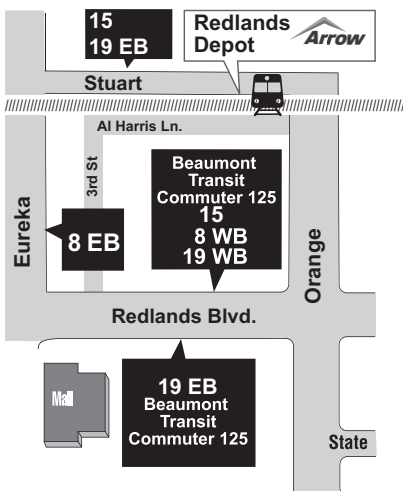 15
19 EB
Redlands
Depot
Arrow
Stuart
Al Harris Ln.
3rd St
Eureka
8 EB
Beaumont
Transit
Commuter 125
15
8 WB
19 WB
Orange
Redlands Blvd.
Mall
19 EB
Beaumont
Transit
Commuter 125
State